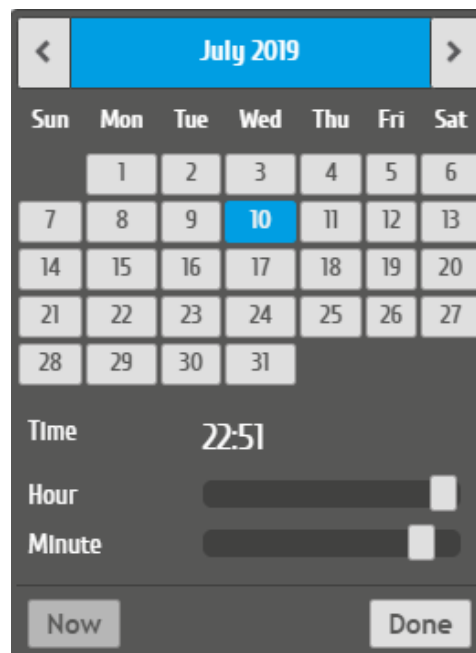 July 2019
Sun Mon Tue Wed Thu Fri Sat
1 2 3 4 5 6
7 8 9 10 11 12 13
14 15 16 17 18 19 20
21 22 23 24 25 26 27
28 29 30 31
Time 22:51
Hour
Minute
Now Done